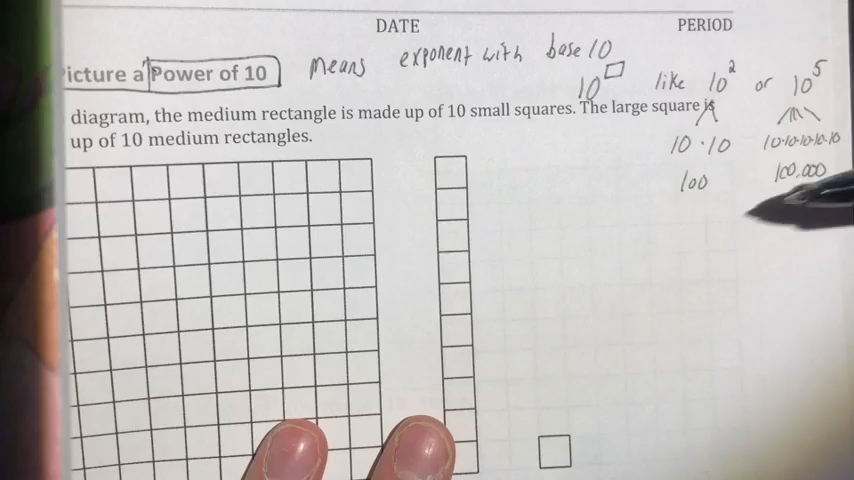 DATE PERIOD
icture a Power of 10 means exponent with base 10
10□ like 10² or 10⁵
diagram, the medium rectangle is made up of 10 small squares. The large square is
up of 10 medium rectangles.
10 · 10 10·10·10·10·10
100 100,000